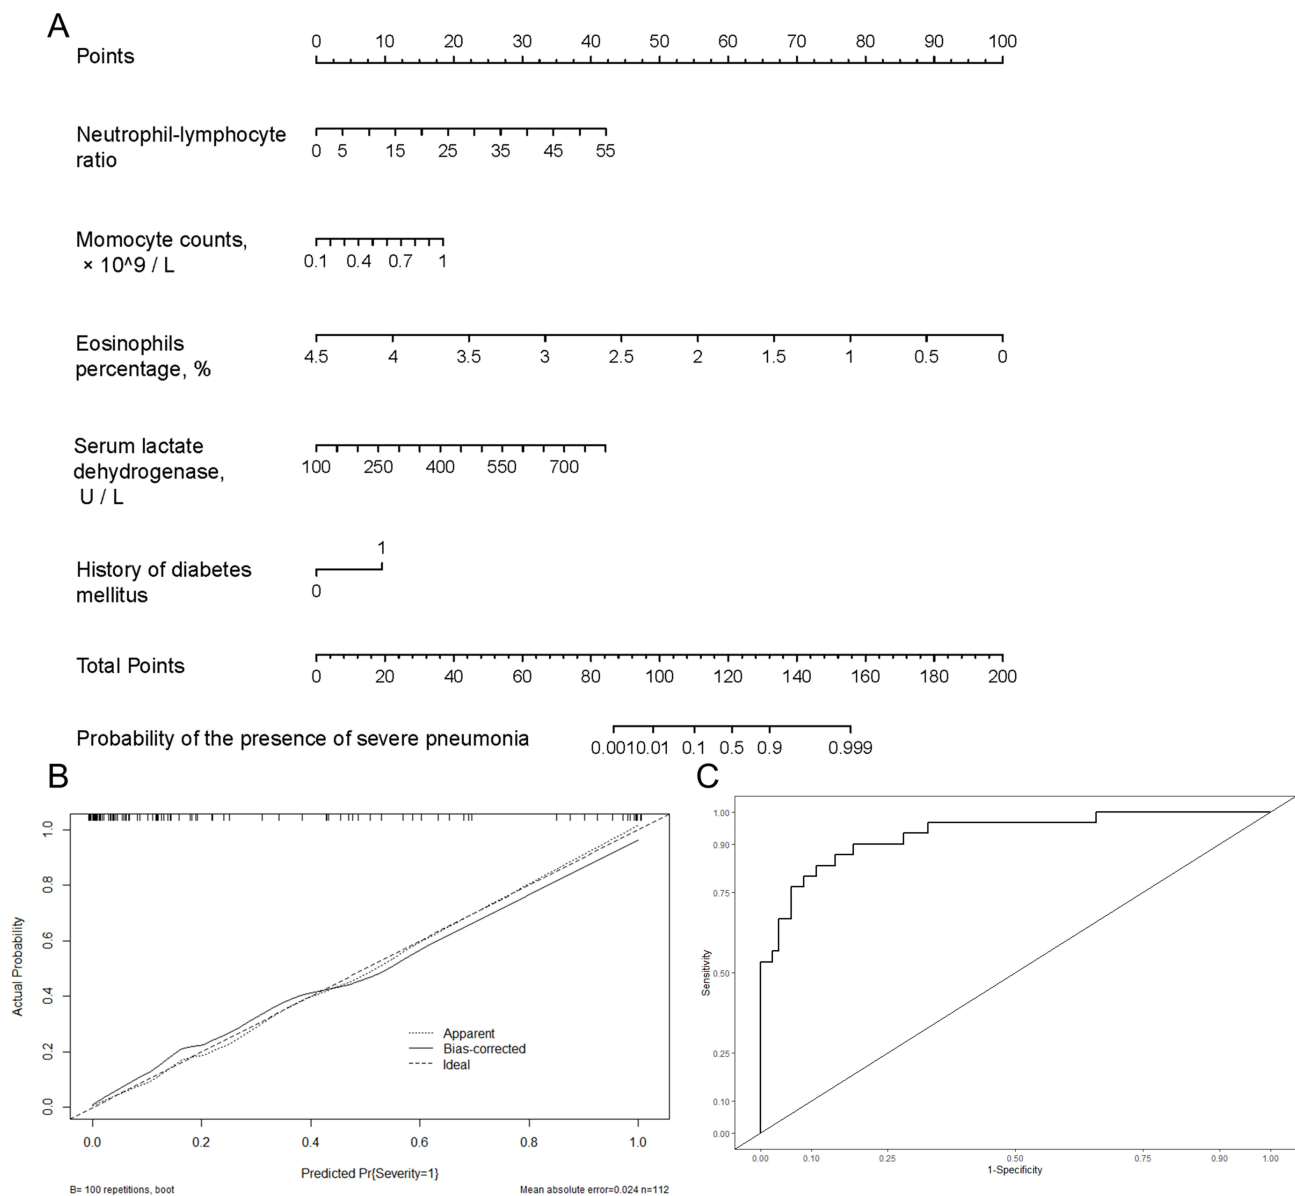 A
Points
0 10 20 30 40 50 60 70 80 90 100
Neutrophil-lymphocyte
ratio
0 5 15 25 35 45 55
Momocyte counts,
× 10^9 / L
0.1 0.4 0.7 1
Eosinophils
percentage, %
4.5 4 3.5 3 2.5 2 1.5 1 0.5 0
Serum lactate
dehydrogenase,
U / L
100 250 400 550 700
1
History of diabetes
mellitus
0
Total Points
0 20 40 60 80 100 120 140 160 180 200
Probability of the presence of severe pneumonia
0.001 0.01 0.1 0.5 0.9 0.999
B
Actual Probability
1.0
0.8
0.6
0.4
0.2
0.0
Apparent
Bias-corrected
Ideal
0.0 0.2 0.4 0.6 0.8 1.0
Predicted Pr{Severity=1}
B= 100 repetitions, boot
Mean absolute error=0.024 n=112
C
Sensitivity
1.00
0.90
0.75
0.50
0.25
0.10
0.00
0.00 0.10 0.25 0.50 0.75 0.90 1.00
1-Specificity